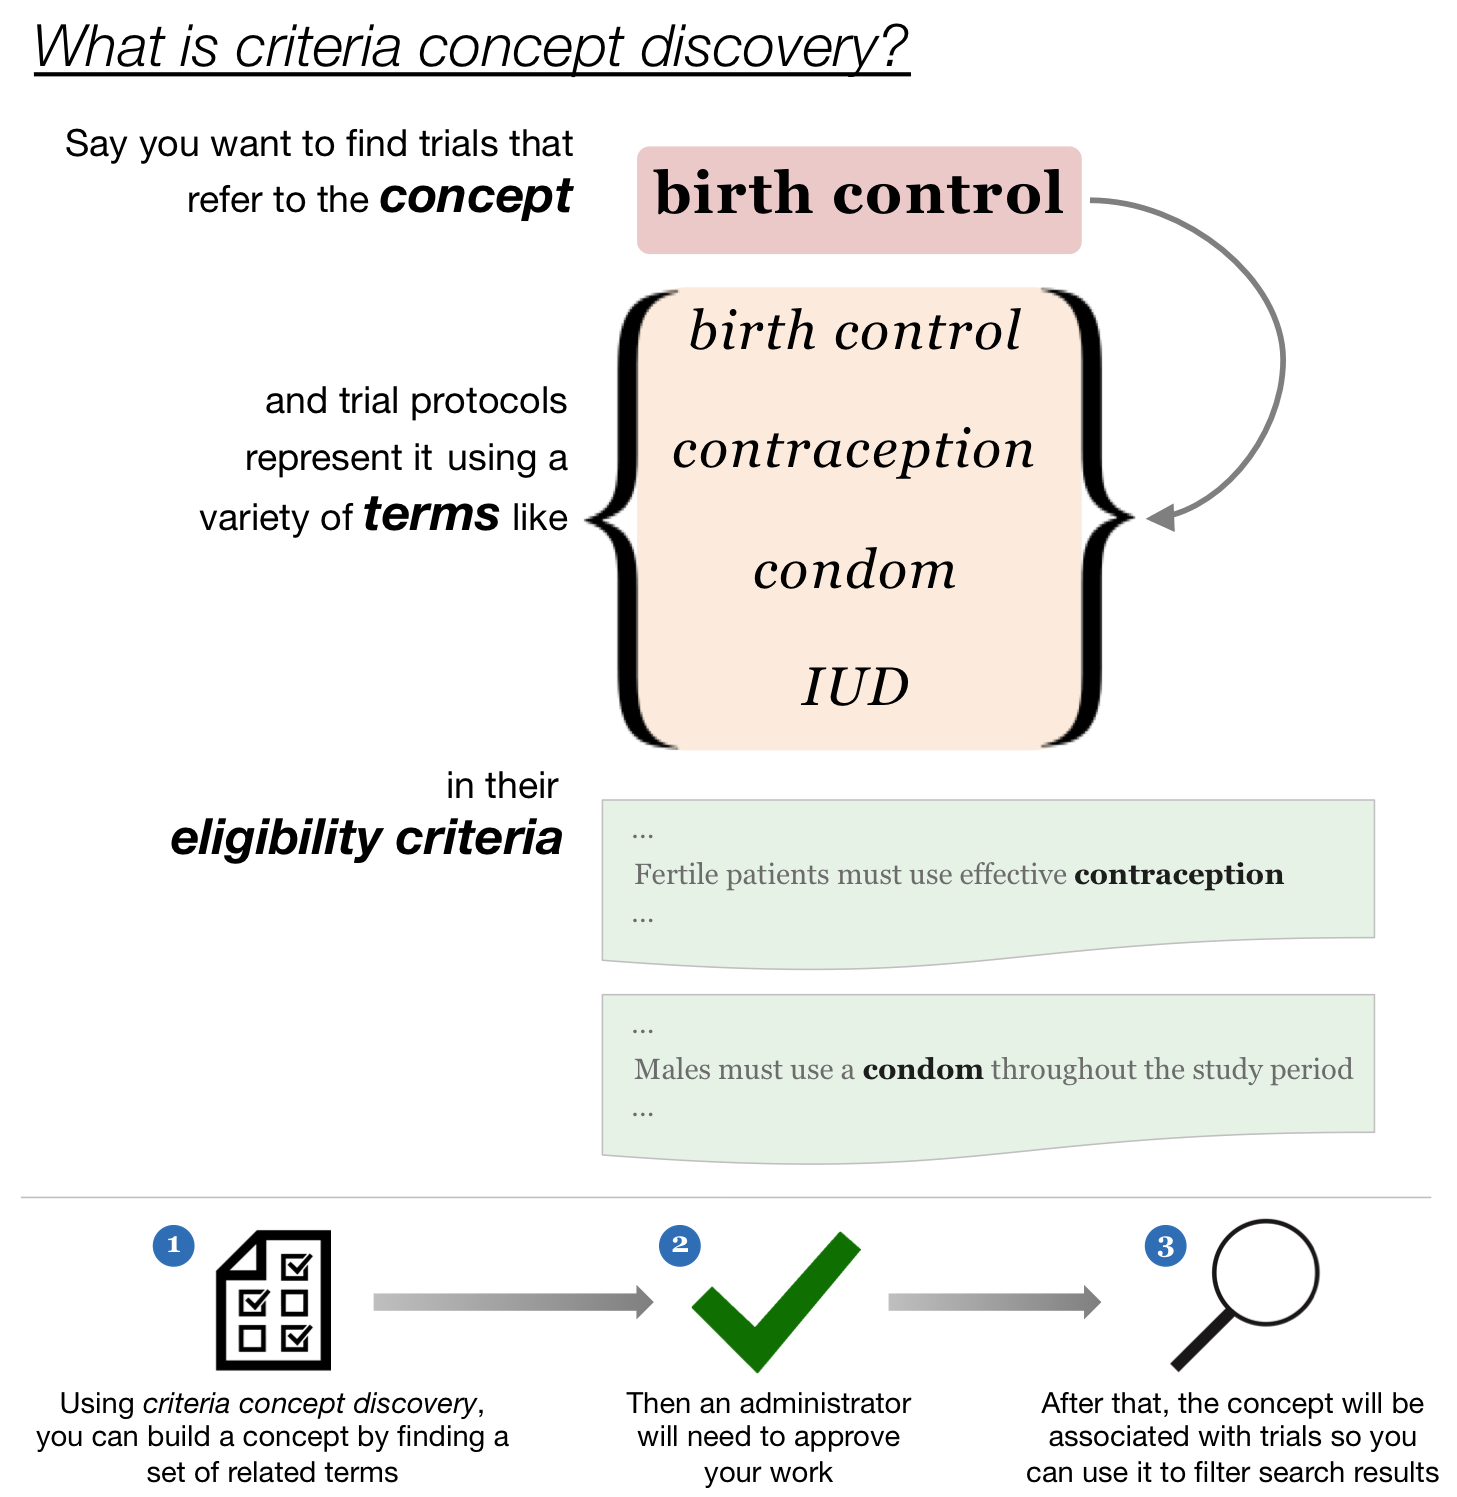 What is criteria concept discovery?
Say you want to find trials that
refer to the concept
birth control
and trial protocols
represent it using a
variety of terms like
birth control
contraception
condom
IUD
in their
eligibility criteria
...
Fertile patients must use effective contraception
...
...
Males must use a condom throughout the study period
...
1
Using criteria concept discovery,
you can build a concept by finding a
set of related terms
2
Then an administrator
will need to approve
your work
3
After that, the concept will be
associated with trials so you
can use it to filter search results